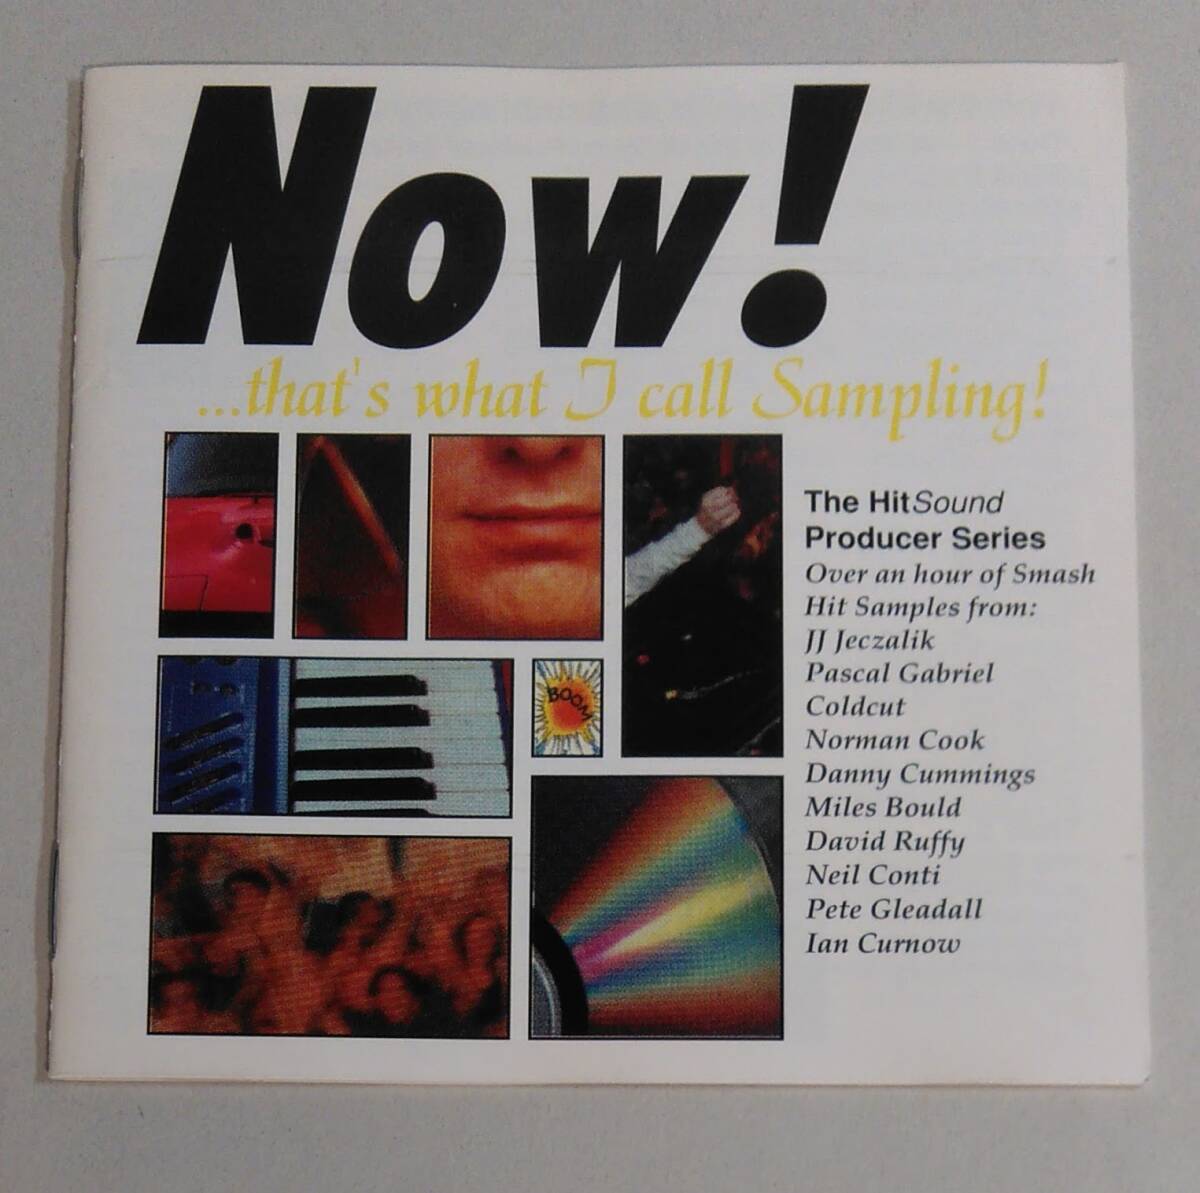 Now!
...that's what I call Sampling!
BOOM
The HitSound
Producer Series
Over an hour of Smash
Hit Samples from:
JJ Jeczalik
Pascal Gabriel
Coldcut
Norman Cook
Danny Cummings
Miles Bould
David Ruffy
Neil Conti
Pete Gleadall
Ian Curnow